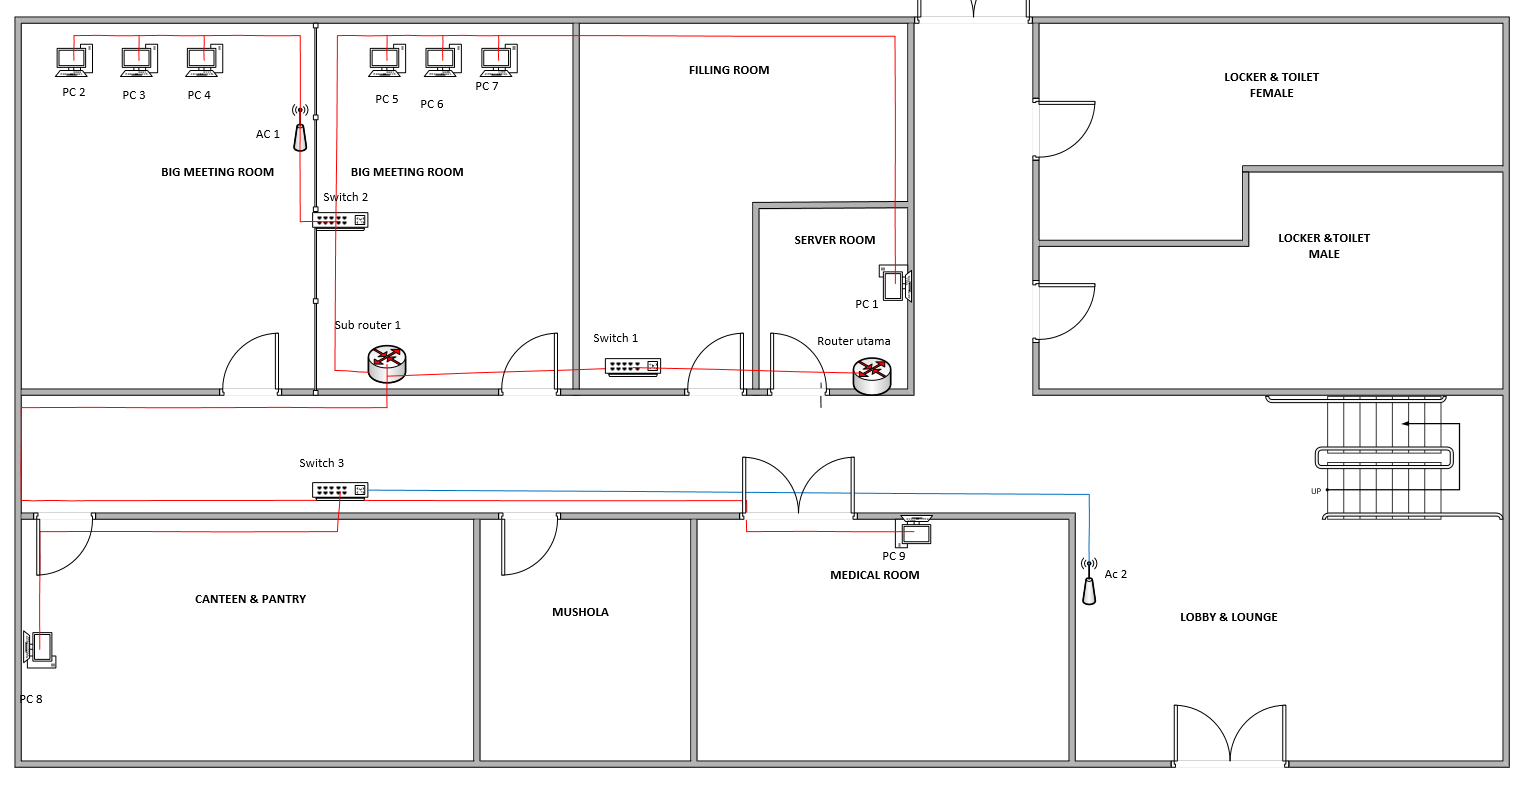 PC 2
PC 3
PC 4
PC 5
PC 6
PC 7
FILLING ROOM
LOCKER & TOILET
FEMALE
AC 1
BIG MEETING ROOM
BIG MEETING ROOM
Switch 2
SERVER ROOM
LOCKER &TOILET
MALE
PC 1
Sub router 1
Switch 1
Router utama
Switch 3
UP
PC 9
MEDICAL ROOM
Ac 2
CANTEEN & PANTRY
MUSHOLA
LOBBY & LOUNGE
PC 8